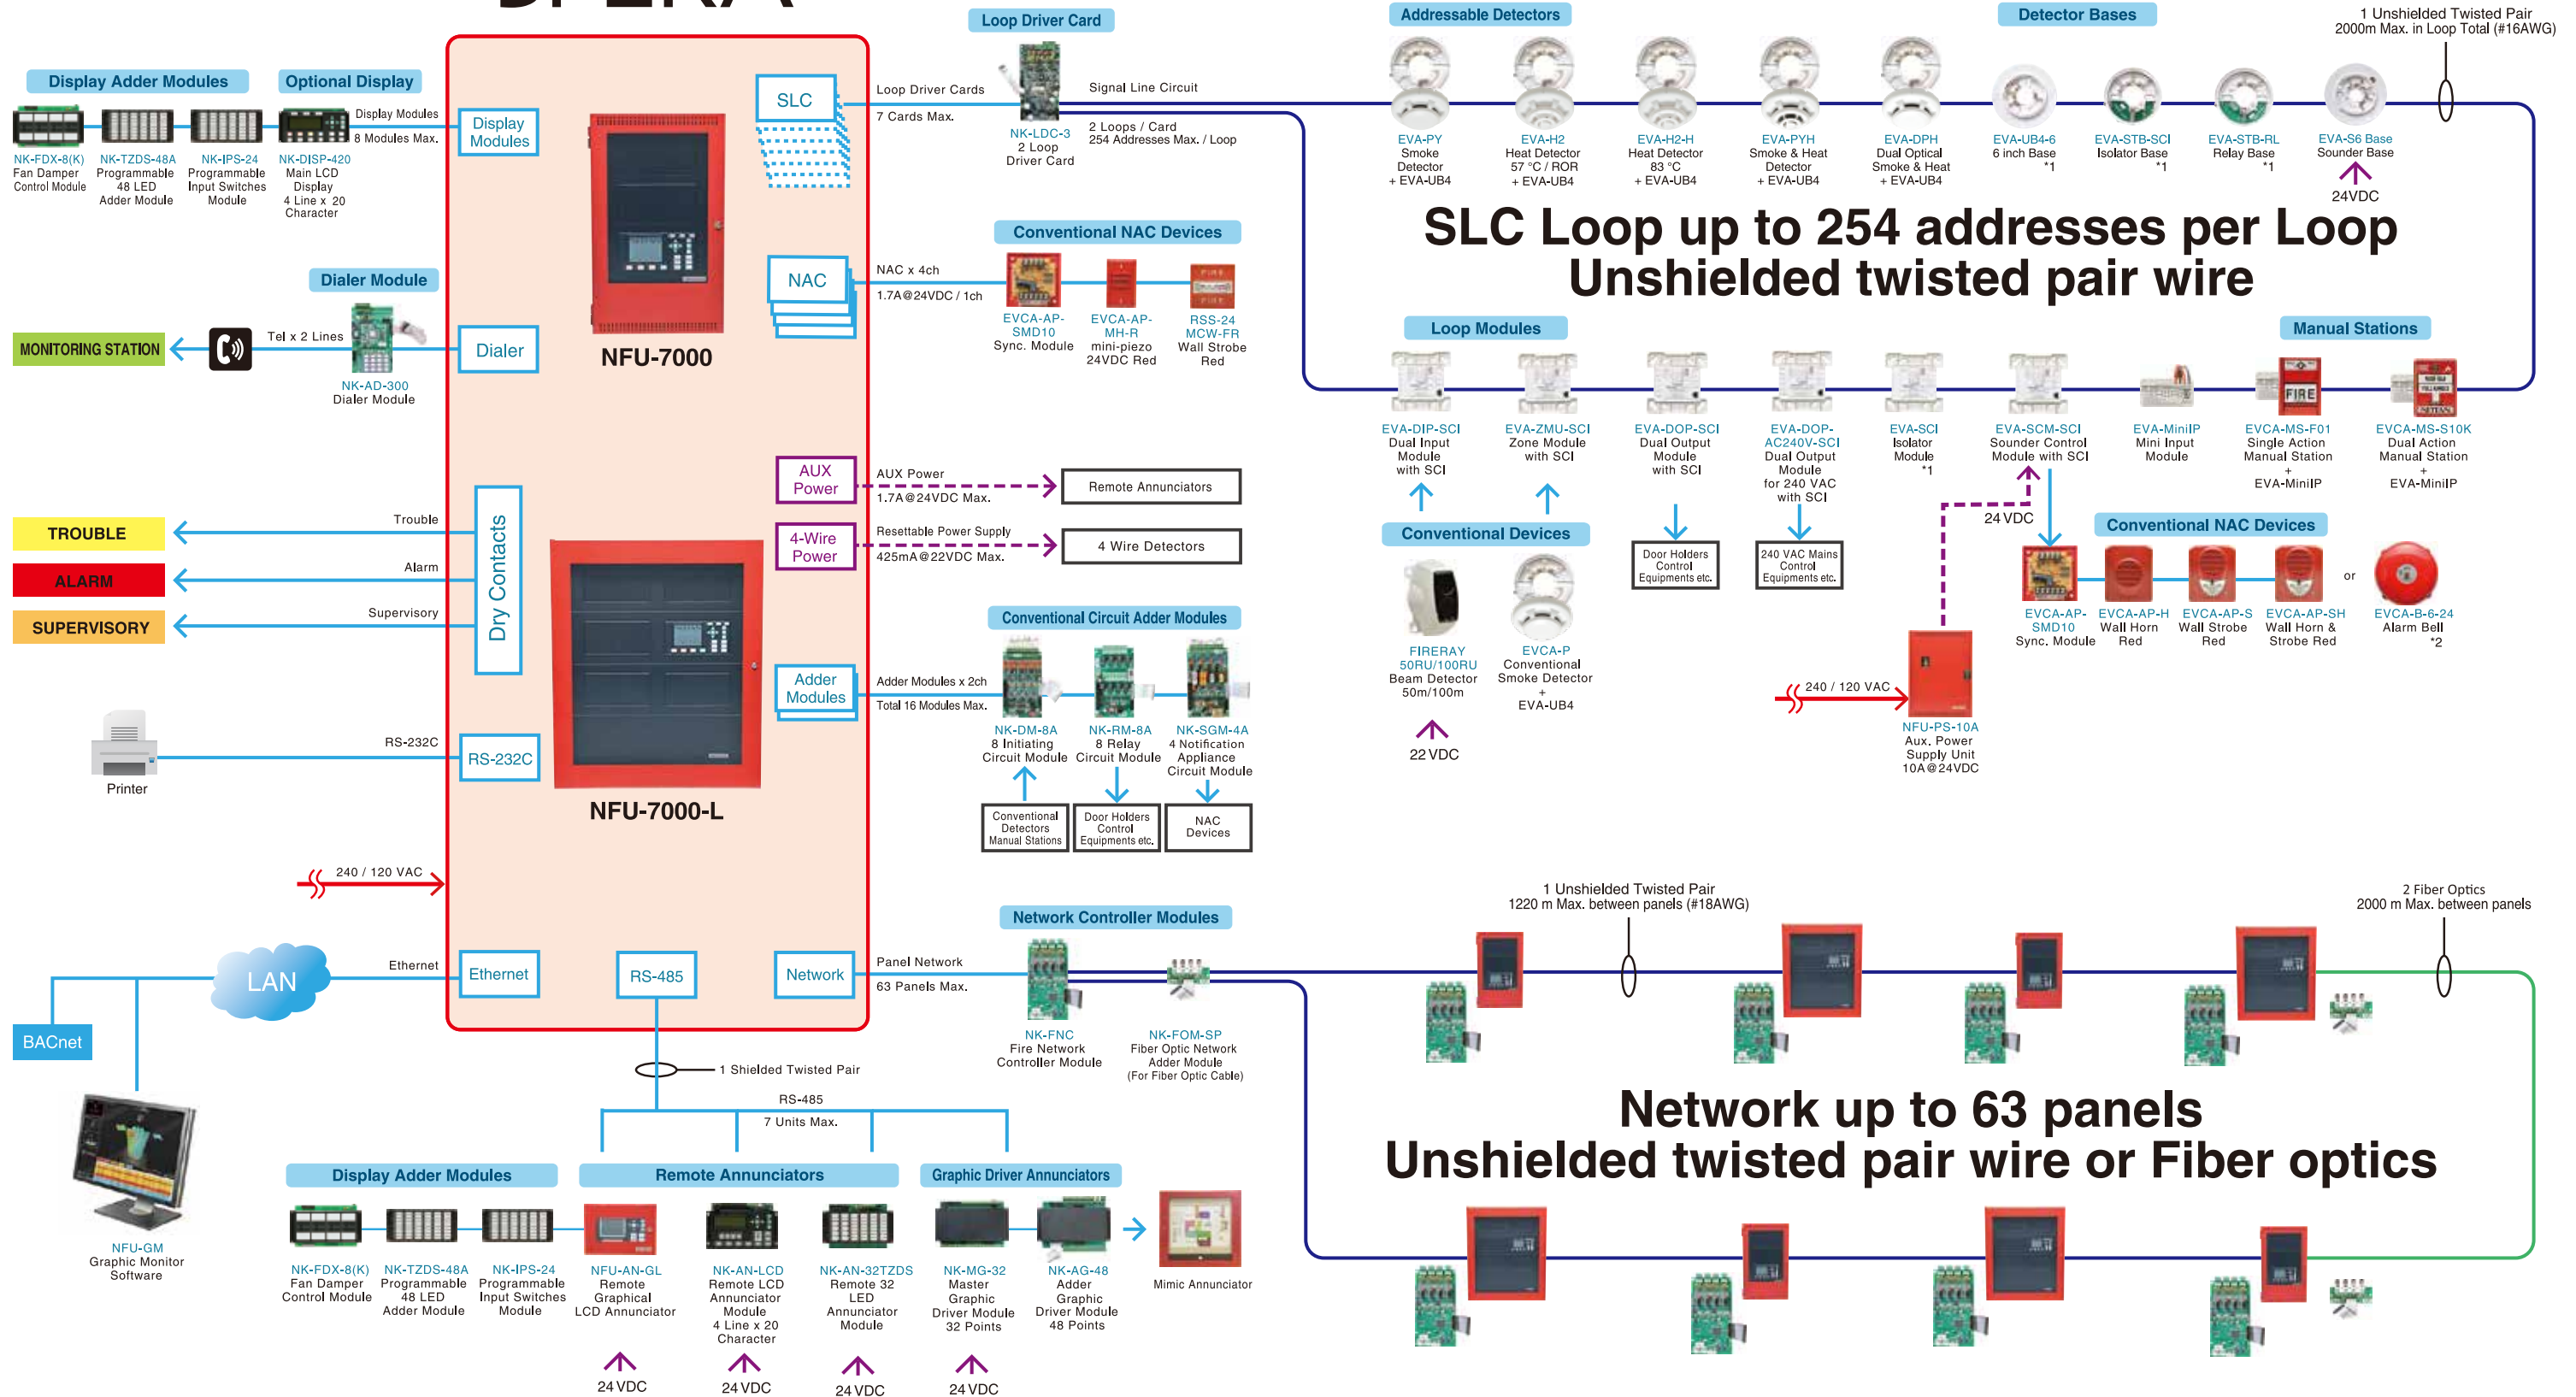 Display Adder Modules
Optional Display
NK-FDX-8(K)
Fan Damper
Control Module
NK-TZDS-48A
Programmable
48 LED
Adder Module
NK-IPS-24
Programmable
Input Switches
Module
NK-DISP-420
Main LCD
Display
4 Line x 20
Character
Display Modules
8 Modules Max.
Display
Modules
Dialer Module
MONITORING STATION
Tel x 2 Lines
NK-AD-300
Dialer Module
Dialer
TROUBLE
Trouble
ALARM
Alarm
SUPERVISORY
Supervisory
Dry Contacts
Printer
RS-232C
RS-232C
240 / 120 VAC
LAN
Ethernet
Ethernet
BACnet
NFU-GM
Graphic Monitor
Software
NFU-7000
NFU-7000-L
SLC
Loop Driver Cards
7 Cards Max.
Loop Driver Card
NK-LDC-3
2 Loop
Driver Card
Signal Line Circuit
2 Loops / Card
254 Addresses Max. / Loop
NAC
NAC x 4ch
1.7A@24VDC / 1ch
Conventional NAC Devices
EVCA-AP-
SMD10
Sync. Module
EVCA-AP-
MH-R
mini-piezo
24VDC Red
FIRE
FIRE
RSS-24
MCW-FR
Wall Strobe
Red
AUX
Power
AUX Power
1.7A@24VDC Max.
Remote Annunciators
4-Wire
Power
Resettable Power Supply
425mA@22VDC Max.
4 Wire Detectors
Adder
Modules
Adder Modules x 2ch
Total 16 Modules Max.
Conventional Circuit Adder Modules
NK-DM-8A
8 Initiating
Circuit Module
NK-RM-8A
8 Relay
Circuit Module
NK-SGM-4A
4 Notification
Appliance
Circuit Module
Conventional
Detectors
Manual Stations
Door Holders
Control
Equipments etc.
NAC
Devices
Network
Panel Network
63 Panels Max.
Network Controller Modules
NK-FNC
Fire Network
Controller Module
NK-FOM-SP
Fiber Optic Network
Adder Module
(For Fiber Optic Cable)
RS-485
1 Shielded Twisted Pair
RS-485
7 Units Max.
Display Adder Modules
Remote Annunciators
Graphic Driver Annunciators
NK-FDX-8(K)
Fan Damper
Control Module
NK-TZDS-48A
Programmable
48 LED
Adder Module
NK-IPS-24
Programmable
Input Switches
Module
NFU-AN-GL
Remote
Graphical
LCD Annunciator
24 VDC
NK-AN-LCD
Remote LCD
Annunciator
Module
4 Line x 20
Character
24 VDC
NK-AN-32TZDS
Remote 32
LED
Annunciator
Module
24 VDC
NK-MG-32
Master
Graphic
Driver Module
32 Points
24 VDC
NK-AG-48
Adder
Graphic
Driver Module
48 Points
Mimic Annunciator
Addressable Detectors
Detector Bases
1 Unshielded Twisted Pair
2000m Max. in Loop Total (#16AWG)
EVA-PY
Smoke
Detector
+ EVA-UB4
EVA-H2
Heat Detector
57 °C / ROR
+ EVA-UB4
EVA-H2-H
Heat Detector
83 °C
+ EVA-UB4
EVA-PYH
Smoke & Heat
Detector
+ EVA-UB4
EVA-DPH
Dual Optical
Smoke & Heat
+ EVA-UB4
EVA-UB4-6
6 inch Base
*1
EVA-STB-SCI
Isolator Base
*1
EVA-STB-RL
Relay Base
*1
EVA-S6 Base
Sounder Base
24VDC
SLC Loop up to 254 addresses per Loop
Unshielded twisted pair wire
Loop Modules
Manual Stations
EVA-DIP-SCI
Dual Input
Module
with SCI
EVA-ZMU-SCI
Zone Module
with SCI
EVA-DOP-SCI
Dual Output
Module
with SCI
EVA-DOP-
AC240V-SCI
Dual Output
Module
for 240 VAC
with SCI
EVA-SCI
Isolator
Module
*1
EVA-SCM-SCI
Sounder Control
Module with SCI
EVA-MiniIP
Mini Input
Module
FIRE
EVCA-MS-F01
Single Action
Manual Station
+
EVA-MiniIP
EVCA-MS-S10K
Dual Action
Manual Station
+
EVA-MiniIP
Conventional Devices
Door Holders
Control
Equipments etc.
240 VAC Mains
Control
Equipments etc.
24 VDC
Conventional NAC Devices
FIRERAY
50RU/100RU
Beam Detector
50m/100m
22 VDC
EVCA-P
Conventional
Smoke Detector
+
EVA-UB4
EVCA-AP-
SMD10
Sync. Module
EVCA-AP-H
Wall Horn
Red
EVCA-AP-S
Wall Strobe
Red
EVCA-AP-SH
Wall Horn &
Strobe Red
or
EVCA-B-6-24
Alarm Bell
*2
240 / 120 VAC
NFU-PS-10A
Aux. Power
Supply Unit
10A@24VDC
1 Unshielded Twisted Pair
1220 m Max. between panels (#18AWG)
2 Fiber Optics
2000 m Max. between panels
Network up to 63 panels
Unshielded twisted pair wire or Fiber optics